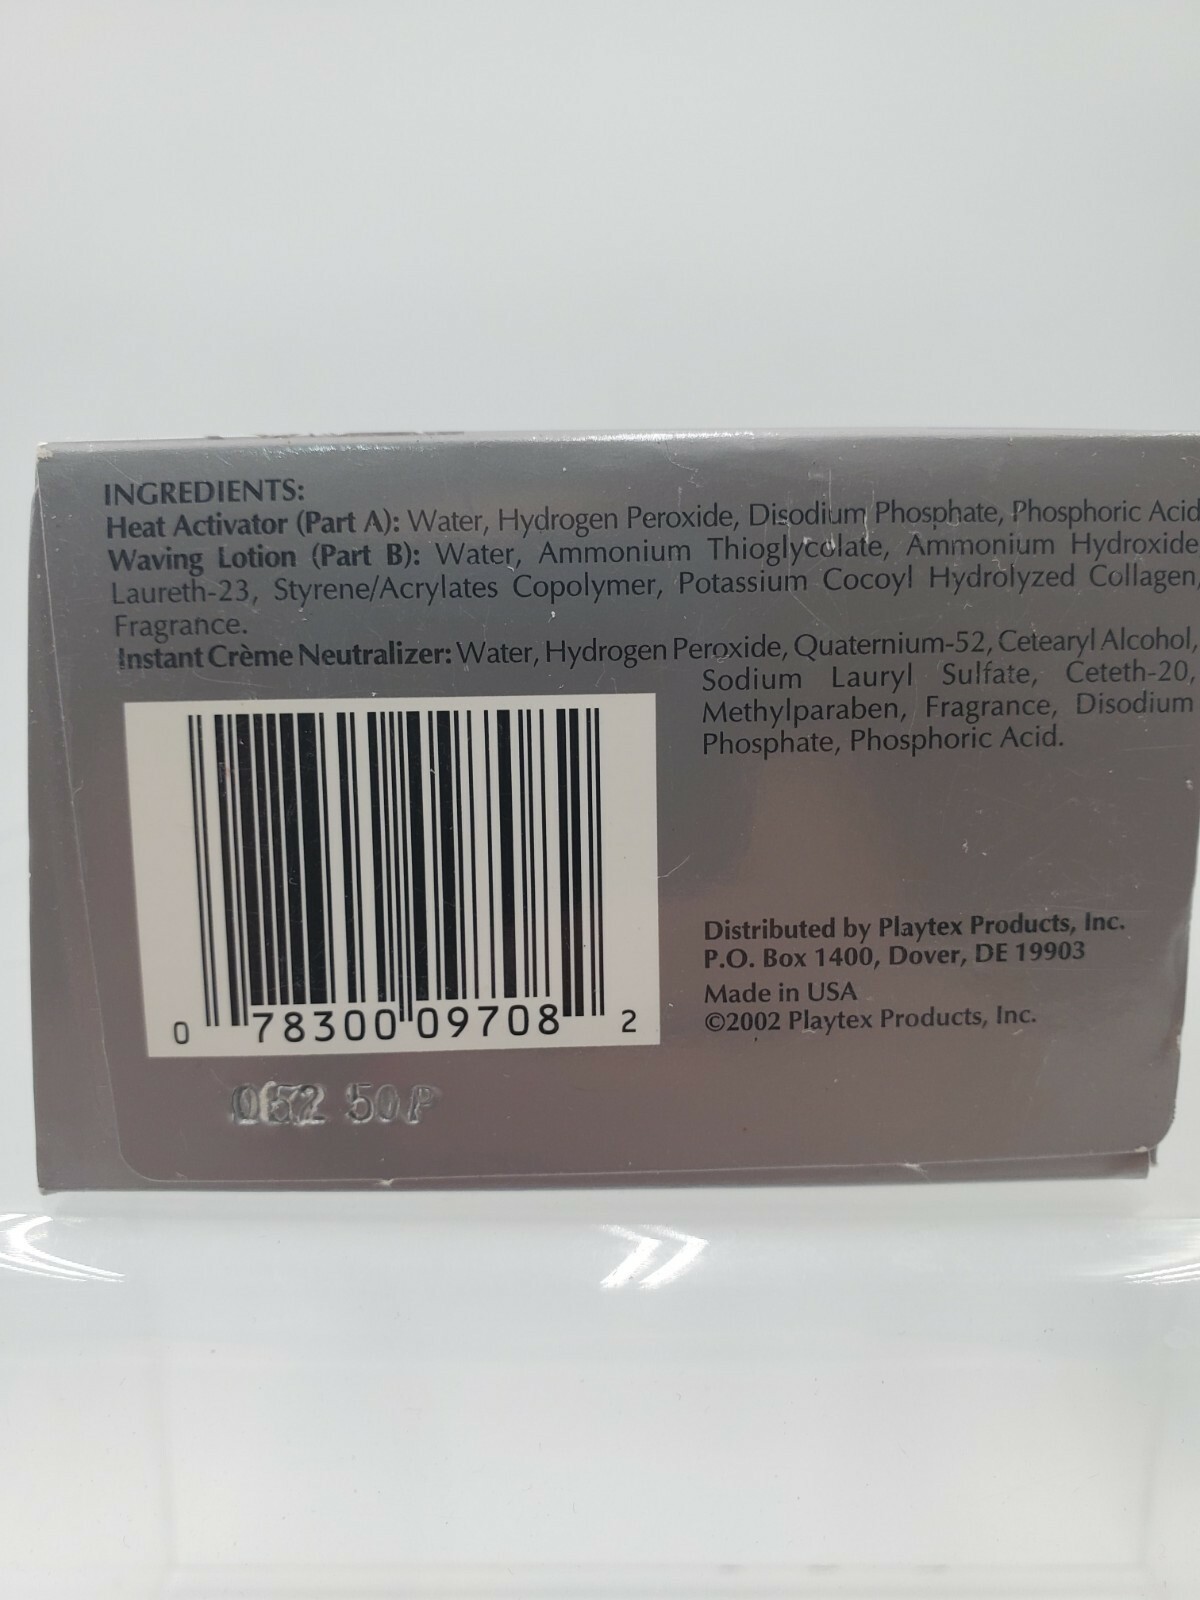 INGREDIENTS:
Heat Activator (Part A): Water, Hydrogen Peroxide, Disodium Phosphate, Phosphoric Acid
Waving Lotion (Part B): Water, Ammonium Thioglycolate, Ammonium Hydroxide
Laureth-23, Styrene/Acrylates Copolymer, Potassium Cocoyl Hydrolyzed Collagen,
Fragrance.
Instant Crème Neutralizer: Water, Hydrogen Peroxide, Quaternium-52, Cetearyl Alcohol,
Sodium Lauryl Sulfate, Ceteth-20,
Methylparaben, Fragrance, Disodium
Phosphate, Phosphoric Acid.
Distributed by Playtex Products, Inc.
P.O. Box 1400, Dover, DE 19903
Made in USA
©2002 Playtex Products, Inc.
0 78300 09708 2
50P